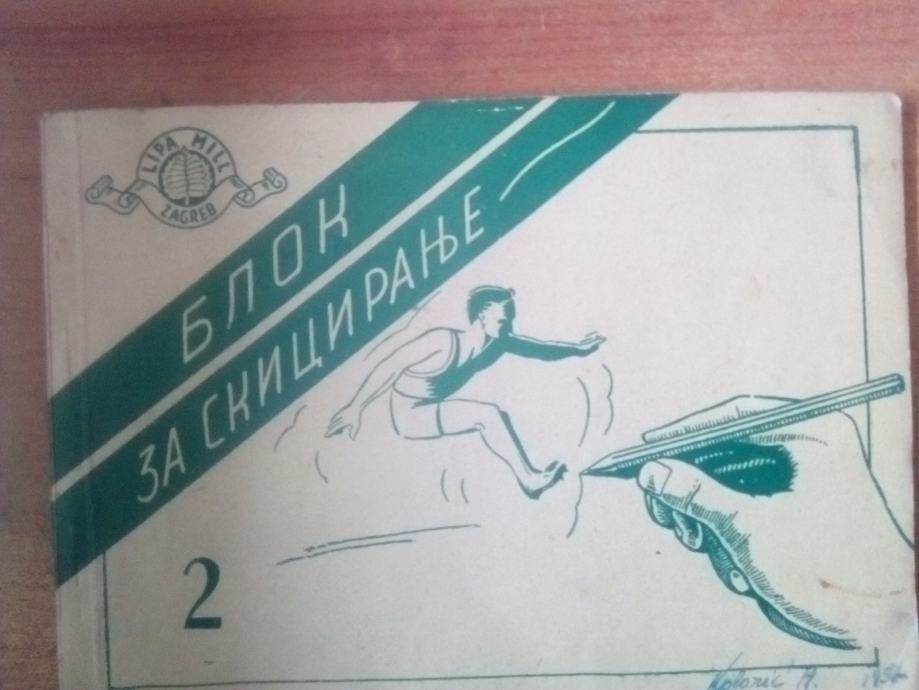 LIPA MILL
ZAGREB
БЛОК
ЗА СКИЦИРАЊЕ
2